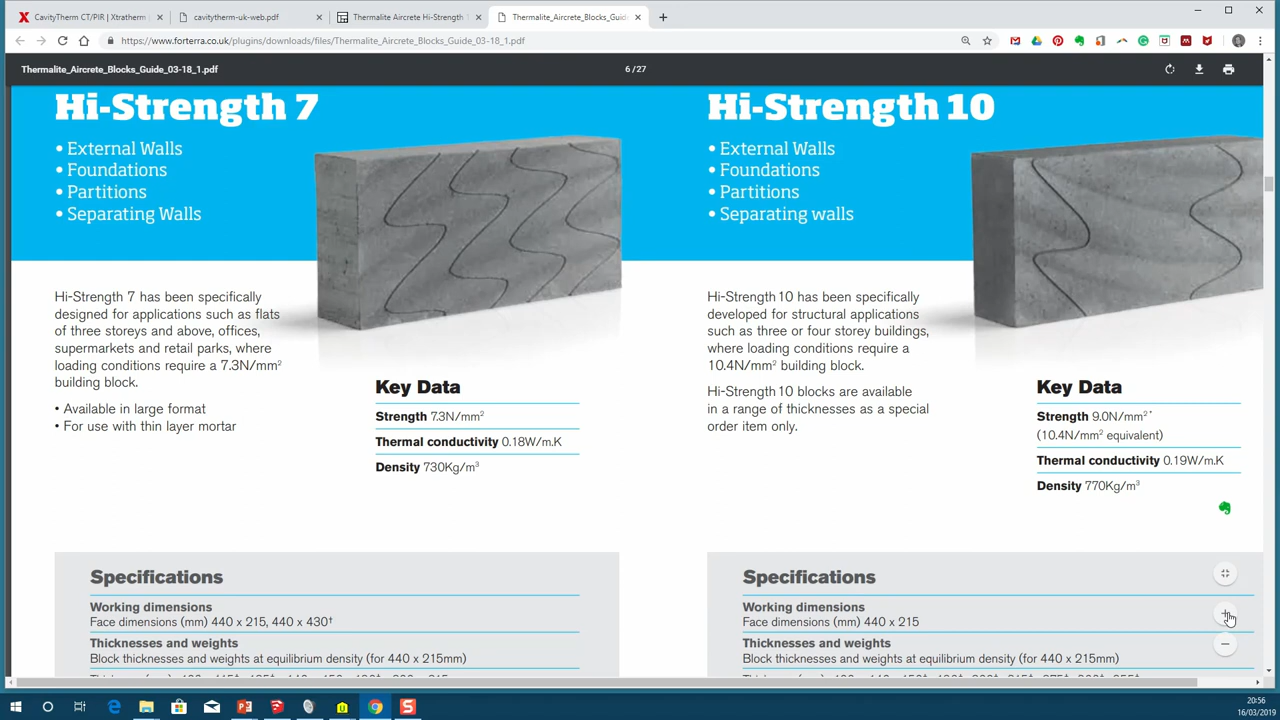 CavityTherm CT/PIR | Xtratherm
cavitytherm-uk-web.pdf
Thermalite Aircrete Hi-Strength
Thermalite_Aircrete_Blocks_Guid
https://www.forterra.co.uk/plugins/downloads/files/Thermalite_Aircrete_Blocks_Guide_03-18_1.pdf
Thermalite_Aircrete_Blocks_Guide_03-18_1.pdf
6 / 27
Hi-Strength 7
• External Walls
• Foundations
• Partitions
• Separating Walls
Hi-Strength 7 has been specifically
designed for applications such as flats
of three storeys and above, offices,
supermarkets and retail parks, where
loading conditions require a 7.3N/mm²
building block.
• Available in large format
• For use with thin layer mortar
Key Data
Strength 7.3N/mm²
Thermal conductivity 0.18W/m.K
Density 730Kg/m³
Specifications
Working dimensions
Face dimensions (mm) 440 x 215, 440 x 430†
Thicknesses and weights
Block thicknesses and weights at equilibrium density (for 440 x 215mm)
Hi-Strength 10
• External Walls
• Foundations
• Partitions
• Separating walls
Hi-Strength 10 has been specifically
developed for structural applications
such as three or four storey buildings,
where loading conditions require a
10.4N/mm² building block.
Hi-Strength 10 blocks are available
in a range of thicknesses as a special
order item only.
Key Data
Strength 9.0N/mm²*
(10.4N/mm² equivalent)
Thermal conductivity 0.19W/m.K
Density 770Kg/m³
Specifications
Working dimensions
Face dimensions (mm) 440 x 215
Thicknesses and weights
Block thicknesses and weights at equilibrium density (for 440 x 215mm)
20:56
16/03/2019